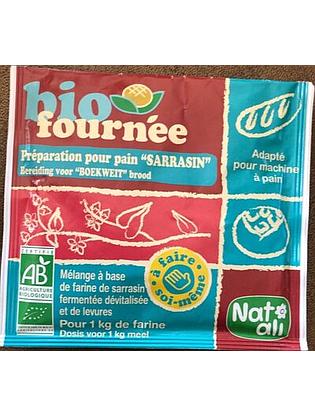 bio
fournée
Préparation pour pain "SARRASIN"
Bereiding voor "BOEKWEIT" brood
Adapté
pour machine
à pain
à faire
soi-même
CERTIFIÉ
AB
AGRICULTURE
BIOLOGIQUE
Mélange à base
de farine de sarrasin
fermentée dévitalisée
et de levures
Pour 1 kg de farine
Dosis voor 1 kg meel
Nat
ali